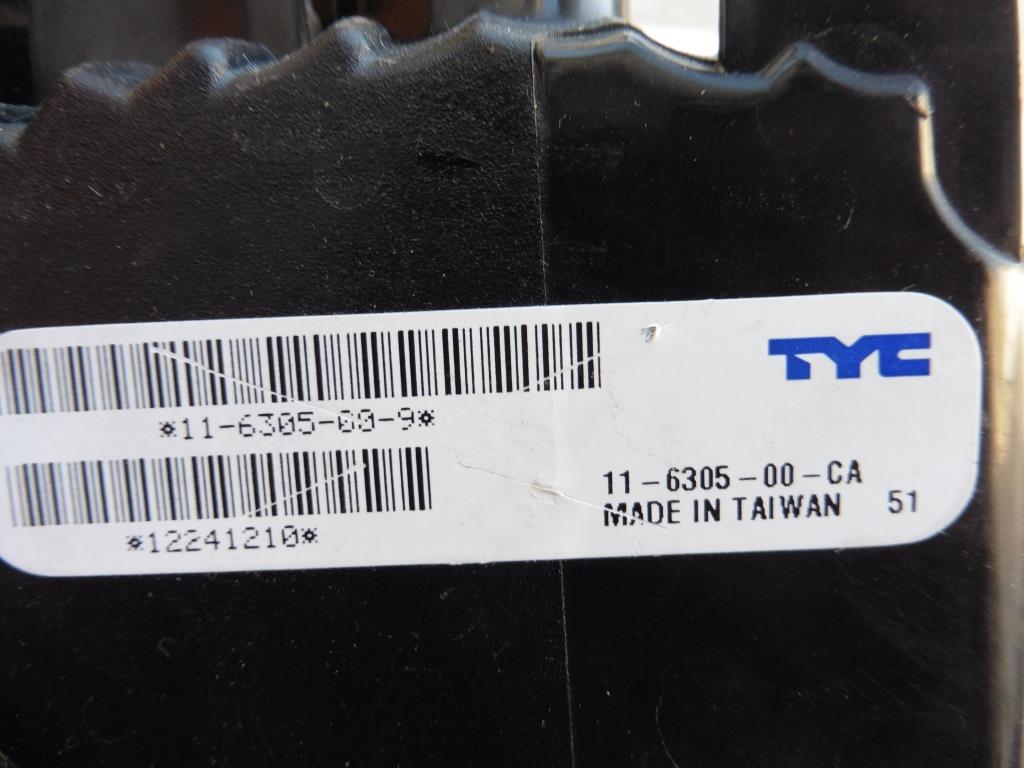 TYC
*11-6305-00-9*
11-6305-00-CA
MADE IN TAIWAN 51
*12241210*